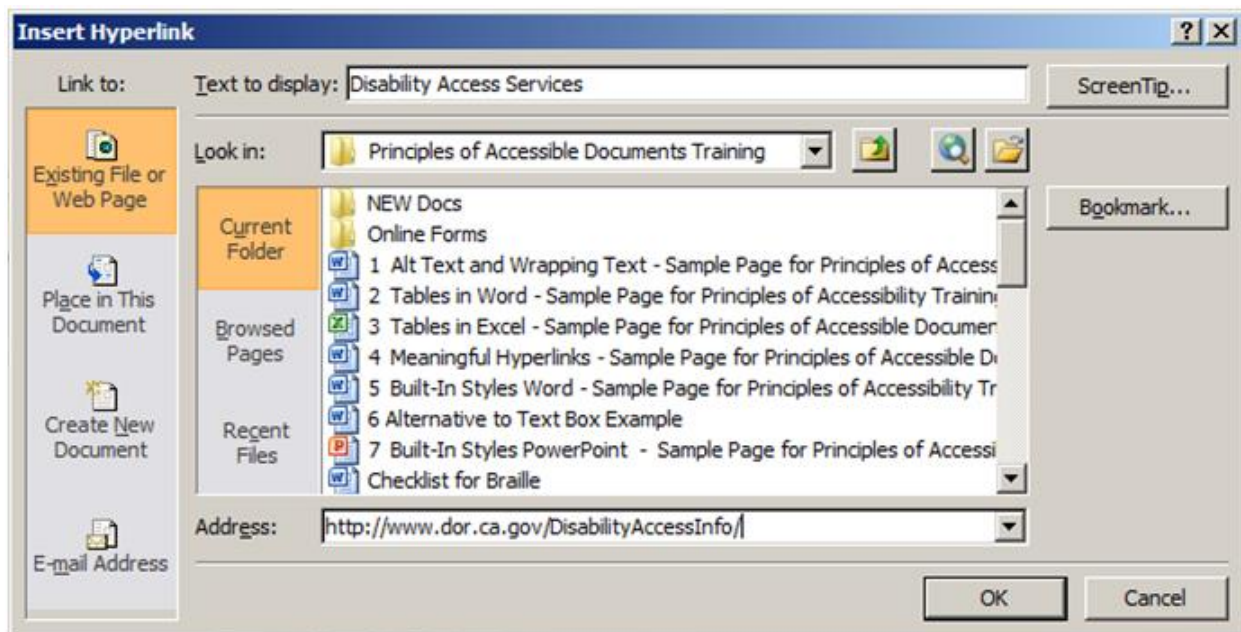 Insert Hyperlink
Link to:
Text to display: Disability Access Services
ScreenTip...
Existing File or
Web Page
Place in This
Document
Create New
Document
E-mail Address
Look in: Principles of Accessible Documents Training
Current
Folder
Browsed
Pages
Recent
Files
NEW Docs
Online Forms
1 Alt Text and Wrapping Text - Sample Page for Principles of Access
2 Tables in Word - Sample Page for Principles of Accessibility Training
3 Tables in Excel - Sample Page for Principles of Accessible Documen
4 Meaningful Hyperlinks - Sample Page for Principles of Accessible D
5 Built-In Styles Word - Sample Page for Principles of Accessibility Tr
6 Alternative to Text Box Example
7 Built-In Styles PowerPoint - Sample Page for Principles of Accessi
Checklist for Braille
Bookmark...
Address: http://www.dor.ca.gov/DisabilityAccessInfo/
OK
Cancel